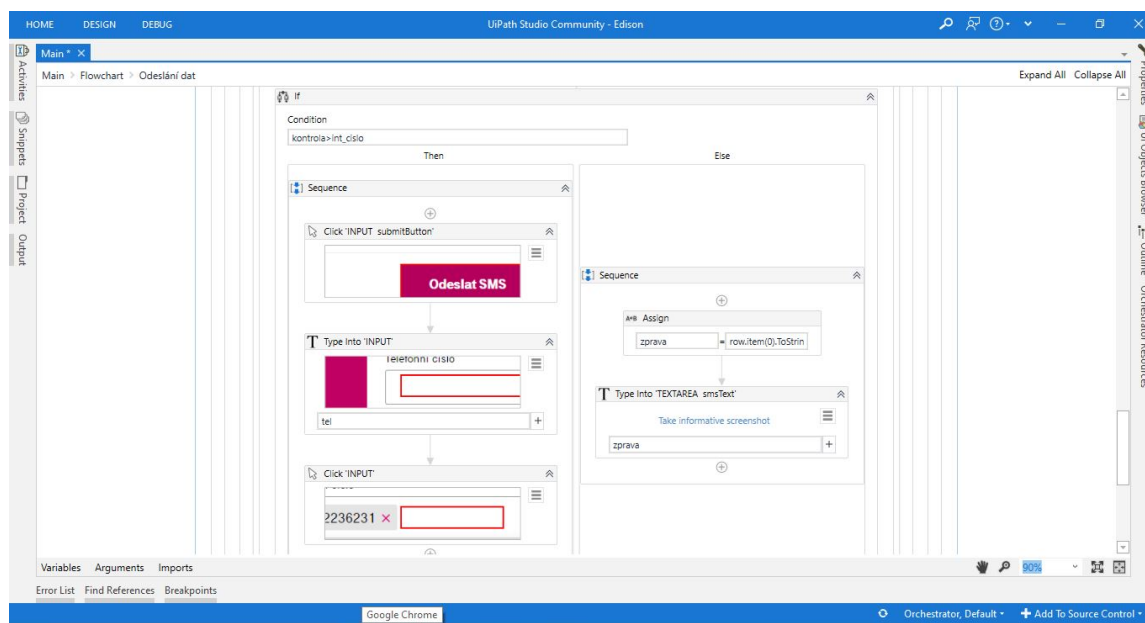 HOME DESIGN DEBUG UiPath Studio Community - Edison
Main *
Main > Flowchart > Odeslání dat Expand All Collapse All
Activities
Snippets
Project
Output
Properties
UI Objects Browser
Outline
Orchestrator Resources
If
Condition
kontrola>int_cislo
Then Else
Sequence
Click 'INPUT submitButton'
Odeslat SMS
Type Into 'INPUT'
Telefonní číslo
tel
Click 'INPUT'
2236231 ×
Sequence
A+B Assign
zprava = row.item(0).ToStrin
Type Into 'TEXTAREA smsText'
Take informative screenshot
zprava
Variables Arguments Imports 90%
Error List Find References Breakpoints
Google Chrome Orchestrator, Default Add To Source Control